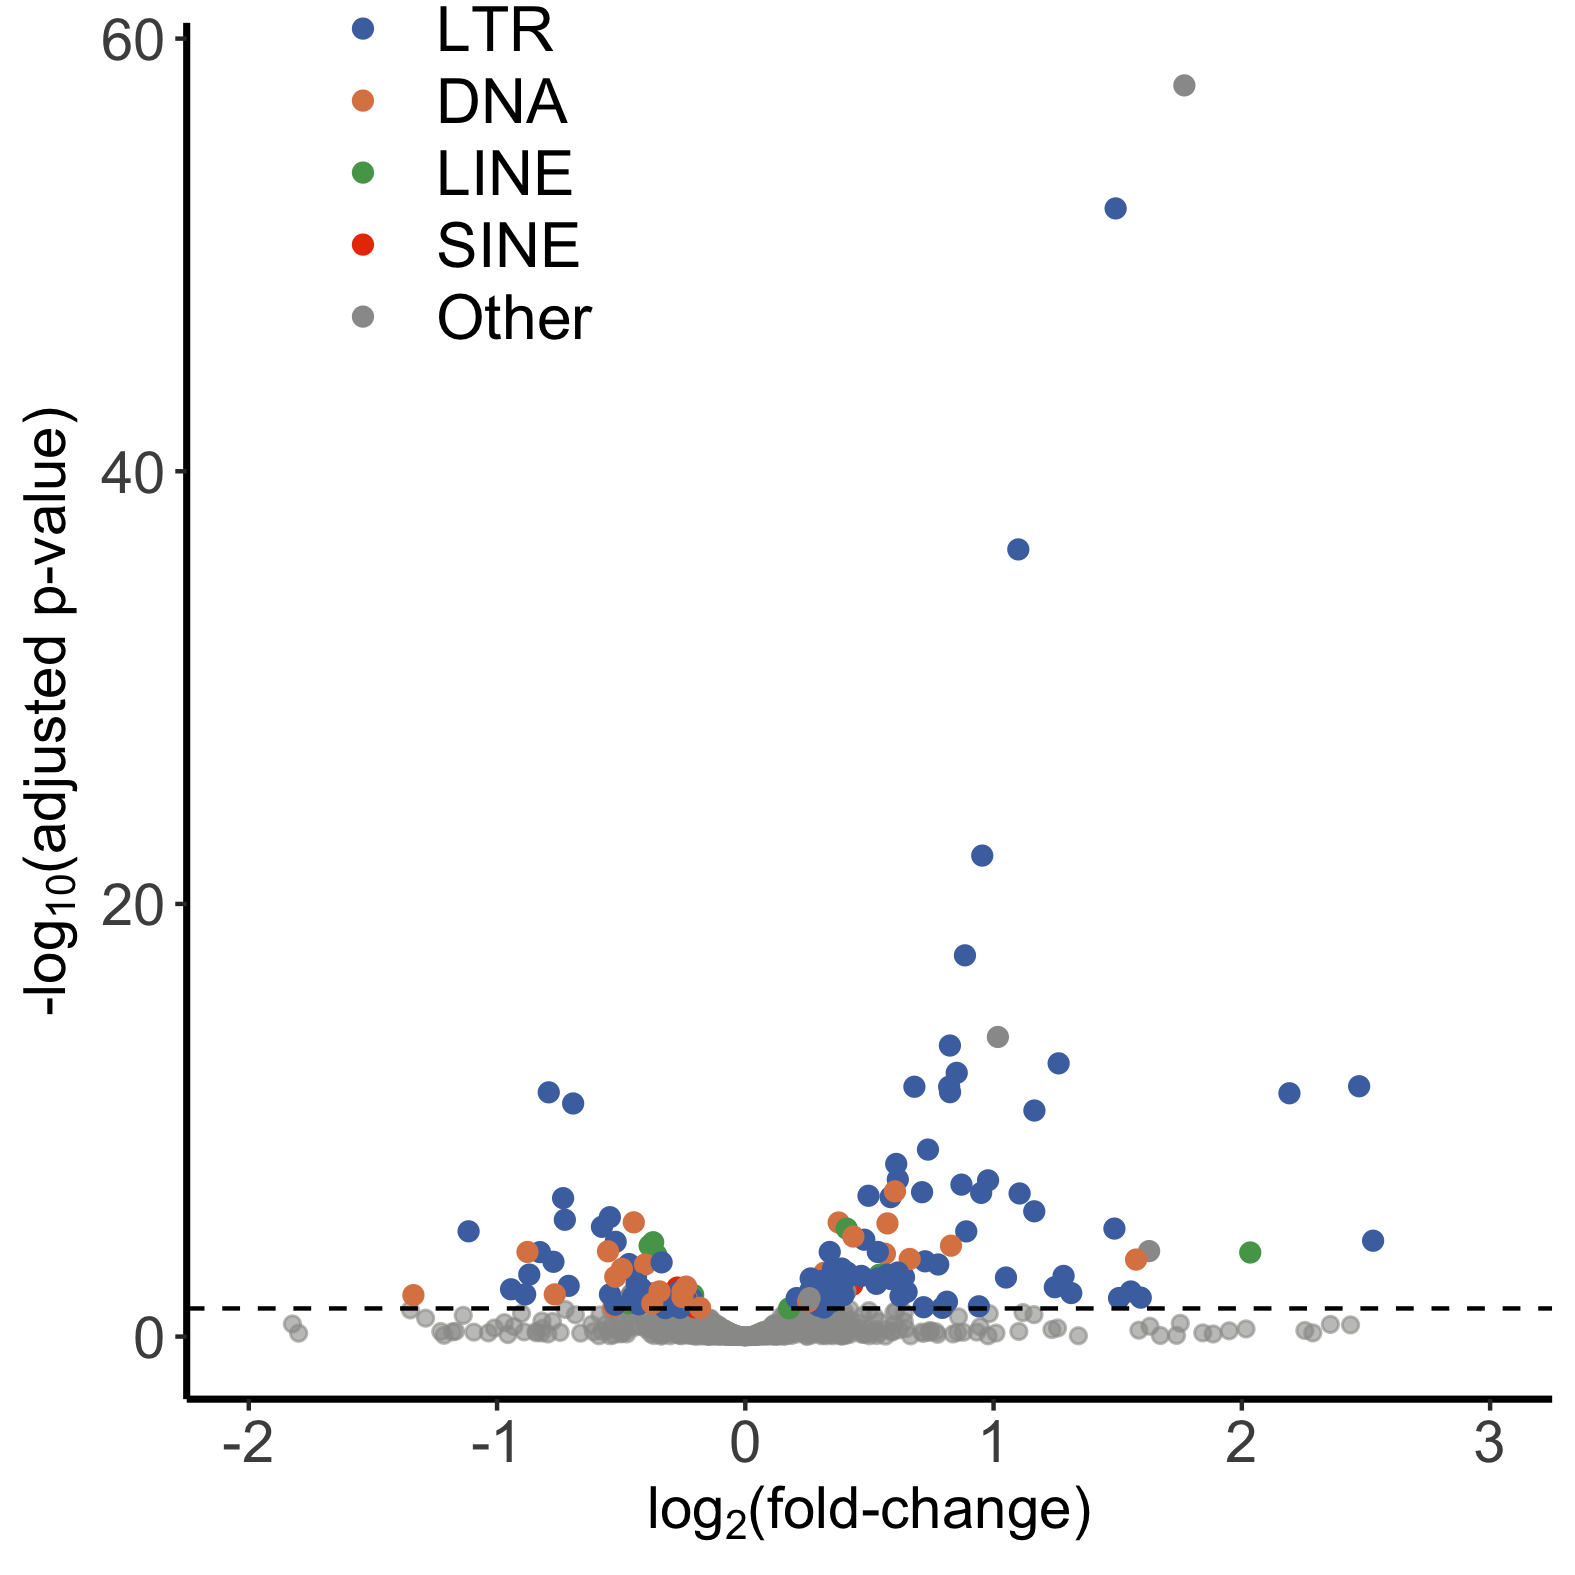 LTR
DNA
LINE
SINE
Other
60
40
20
0
-log10(adjusted p-value)
-2 -1 0 1 2 3
log2(fold-change)